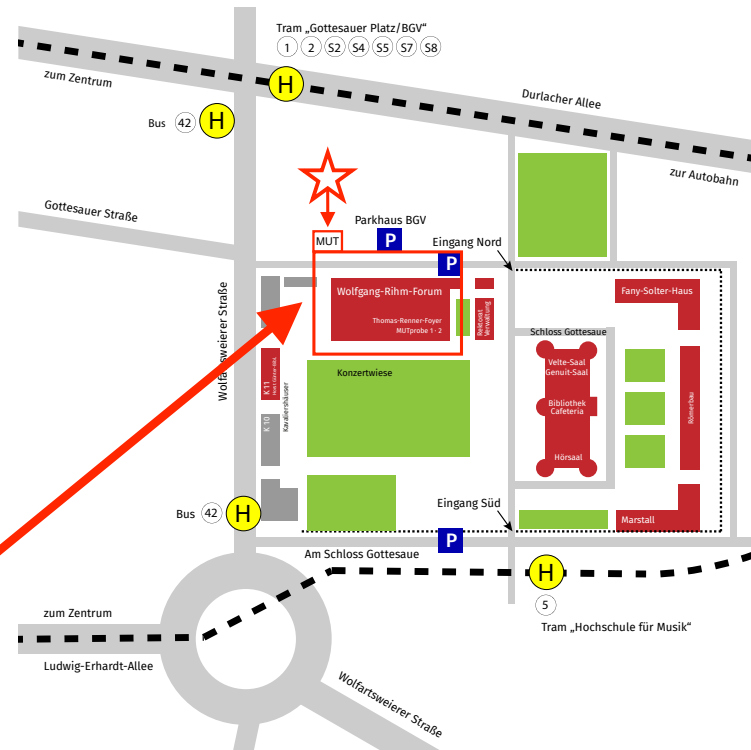 Tram „Gottesauer Platz/BGV“
1 2 S2 S4 S5 S7 S8
H
zum Zentrum
Durlacher Allee
Bus 42 H
zur Autobahn
Gottesauer Straße
Parkhaus BGV
MUT
P
Eingang Nord
P
Wolfgang-Rihm-Forum
Thomas-Renner-Foyer
MUTprobe 1 · 2
Rektorat
Verwaltung
Fany-Solter-Haus
Wolfartsweierer Straße
Schloss Gottesaue
Velte-Saal
Genuit-Saal
Konzertwiese
K 11
Kavaliershäuser
K 10
Bibliothek
Cafeteria
Römerbau
Hörsaal
Eingang Süd
Bus 42 H
Marstall
P
Am Schloss Gottesaue
H
5
zum Zentrum
Tram „Hochschule für Musik“
Ludwig-Erhardt-Allee
Wolfartsweierer Straße